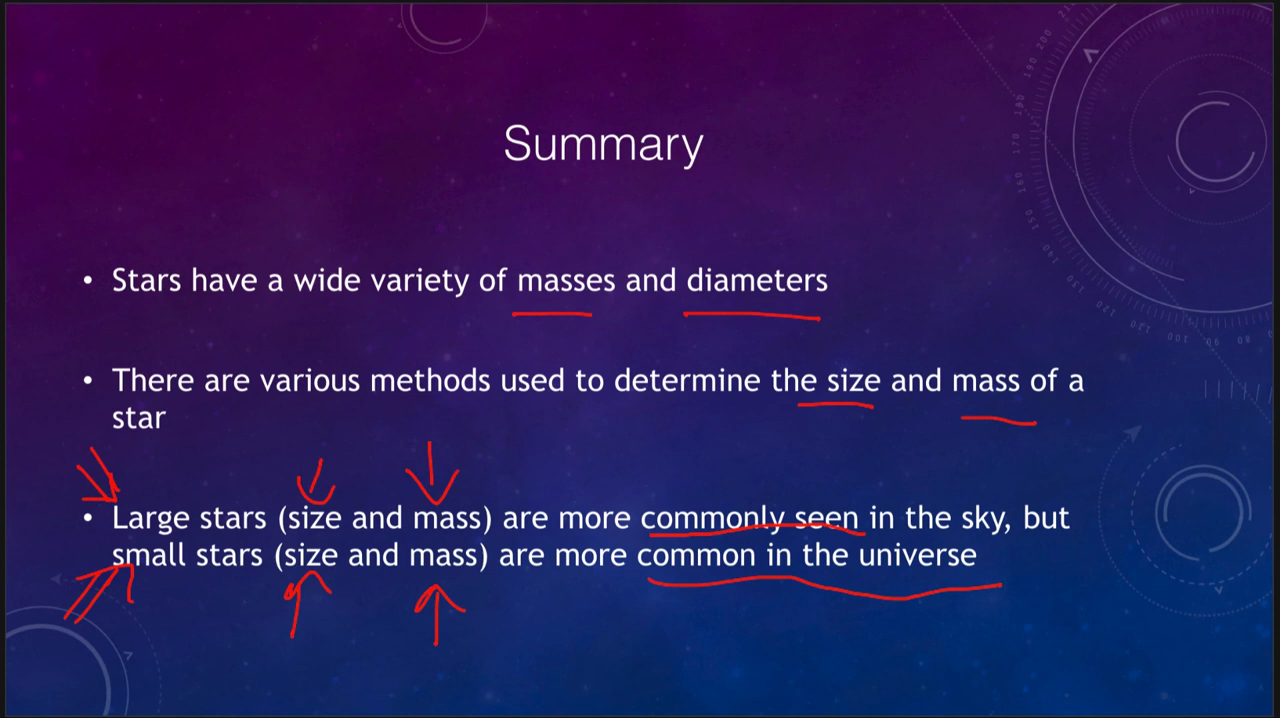 Summary
• Stars have a wide variety of masses and diameters
• There are various methods used to determine the size and mass of a
star
• Large stars (size and mass) are more commonly seen in the sky, but
small stars (size and mass) are more common in the universe